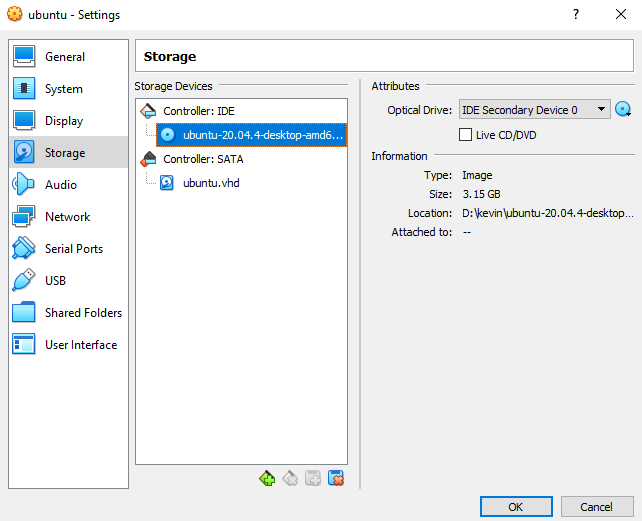 ubuntu - Settings
General
System
Display
Storage
Audio
Network
Serial Ports
USB
Shared Folders
User Interface
Storage
Storage Devices
Controller: IDE
ubuntu-20.04.4-desktop-amd6...
Controller: SATA
ubuntu.vhd
Attributes
Optical Drive: IDE Secondary Device 0
Live CD/DVD
Information
Type: Image
Size: 3.15 GB
Location: D:\kevin\ubuntu-20.04.4-desktop...
Attached to: --
OK
Cancel